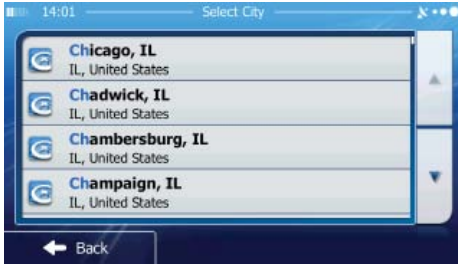 14:01 Select City
Chicago, IL
IL, United States
Chadwick, IL
IL, United States
Chambersburg, IL
IL, United States
Champaign, IL
IL, United States
Back